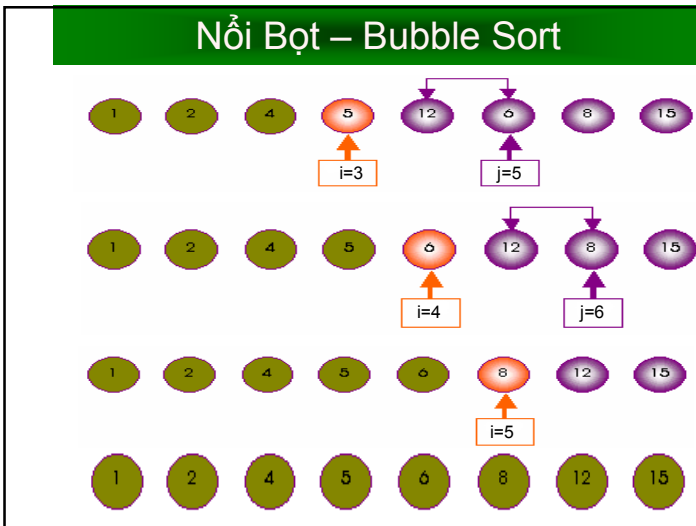 Nổi Bọt – Bubble Sort
1 2 4 5 12 6 8 15
i=3 j=5
1 2 4 5 6 12 8 15
i=4 j=6
1 2 4 5 6 8 12 15
i=5
1 2 4 5 6 8 12 15